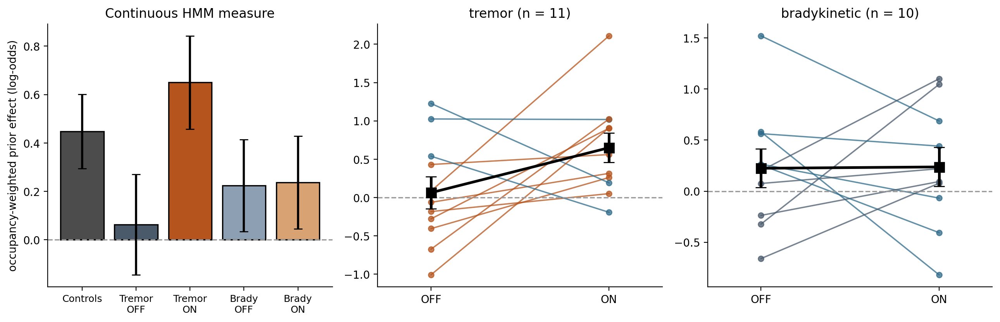 Continuous HMM measure
occupancy-weighted prior effect (log-odds)
0.8
0.6
0.4
0.2
0.0
Controls
Tremor
OFF
Tremor
ON
Brady
OFF
Brady
ON
tremor (n = 11)
2.0
1.5
1.0
0.5
0.0
−0.5
−1.0
OFF
ON
bradykinetic (n = 10)
1.5
1.0
0.5
0.0
−0.5
OFF
ON